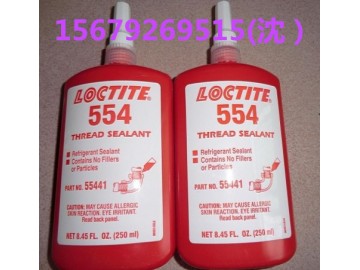 15679269515(沈)
LOCTITE
554
THREAD SEALANT
Refrigerant Sealant
Contains No Fillers
or Particles
PART NO. 55441
CAUTION: MAY CAUSE ALLERGIC
SKIN REACTION. EYE IRRITANT.
Read back panel.
NET 8.45 FL. OZ. (250 ml)
LOCTITE
554
THREAD SEALANT
Refrigerant Sealant
Contains No Fillers
or Particles
PART NO. 55441
CAUTION: MAY CAUSE ALLERGIC
SKIN REACTION. EYE IRRITANT.
Read back panel.
NET 8.45 FL. OZ. (250 ml)